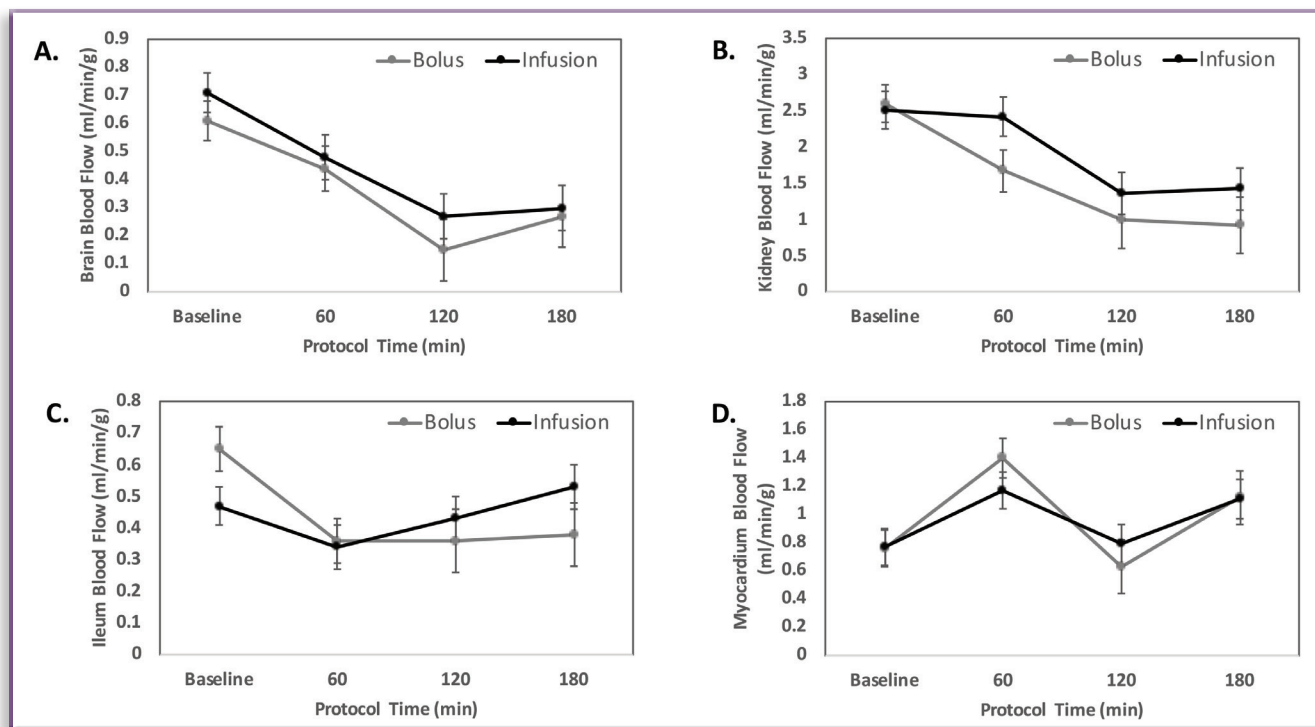 A.
Brain Blood Flow (ml/min/g)
0.9
0.8
0.7
0.6
0.5
0.4
0.3
0.2
0.1
0
Bolus
Infusion
Baseline 60 120 180
Protocol Time (min)
B.
Kidney Blood Flow (ml/min/g)
3.5
3
2.5
2
1.5
1
0.5
0
Bolus
Infusion
Baseline 60 120 180
Protocol Time (min)
C.
Ileum Blood Flow (ml/min/g)
0.8
0.7
0.6
0.5
0.4
0.3
0.2
0.1
0
Bolus
Infusion
Baseline 60 120 180
Protocol Time (min)
D.
Myocardium Blood Flow
(ml/min/g)
1.8
1.6
1.4
1.2
1
0.8
0.6
0.4
0.2
0
Bolus
Infusion
Baseline 60 120 180
Protocol Time (min)